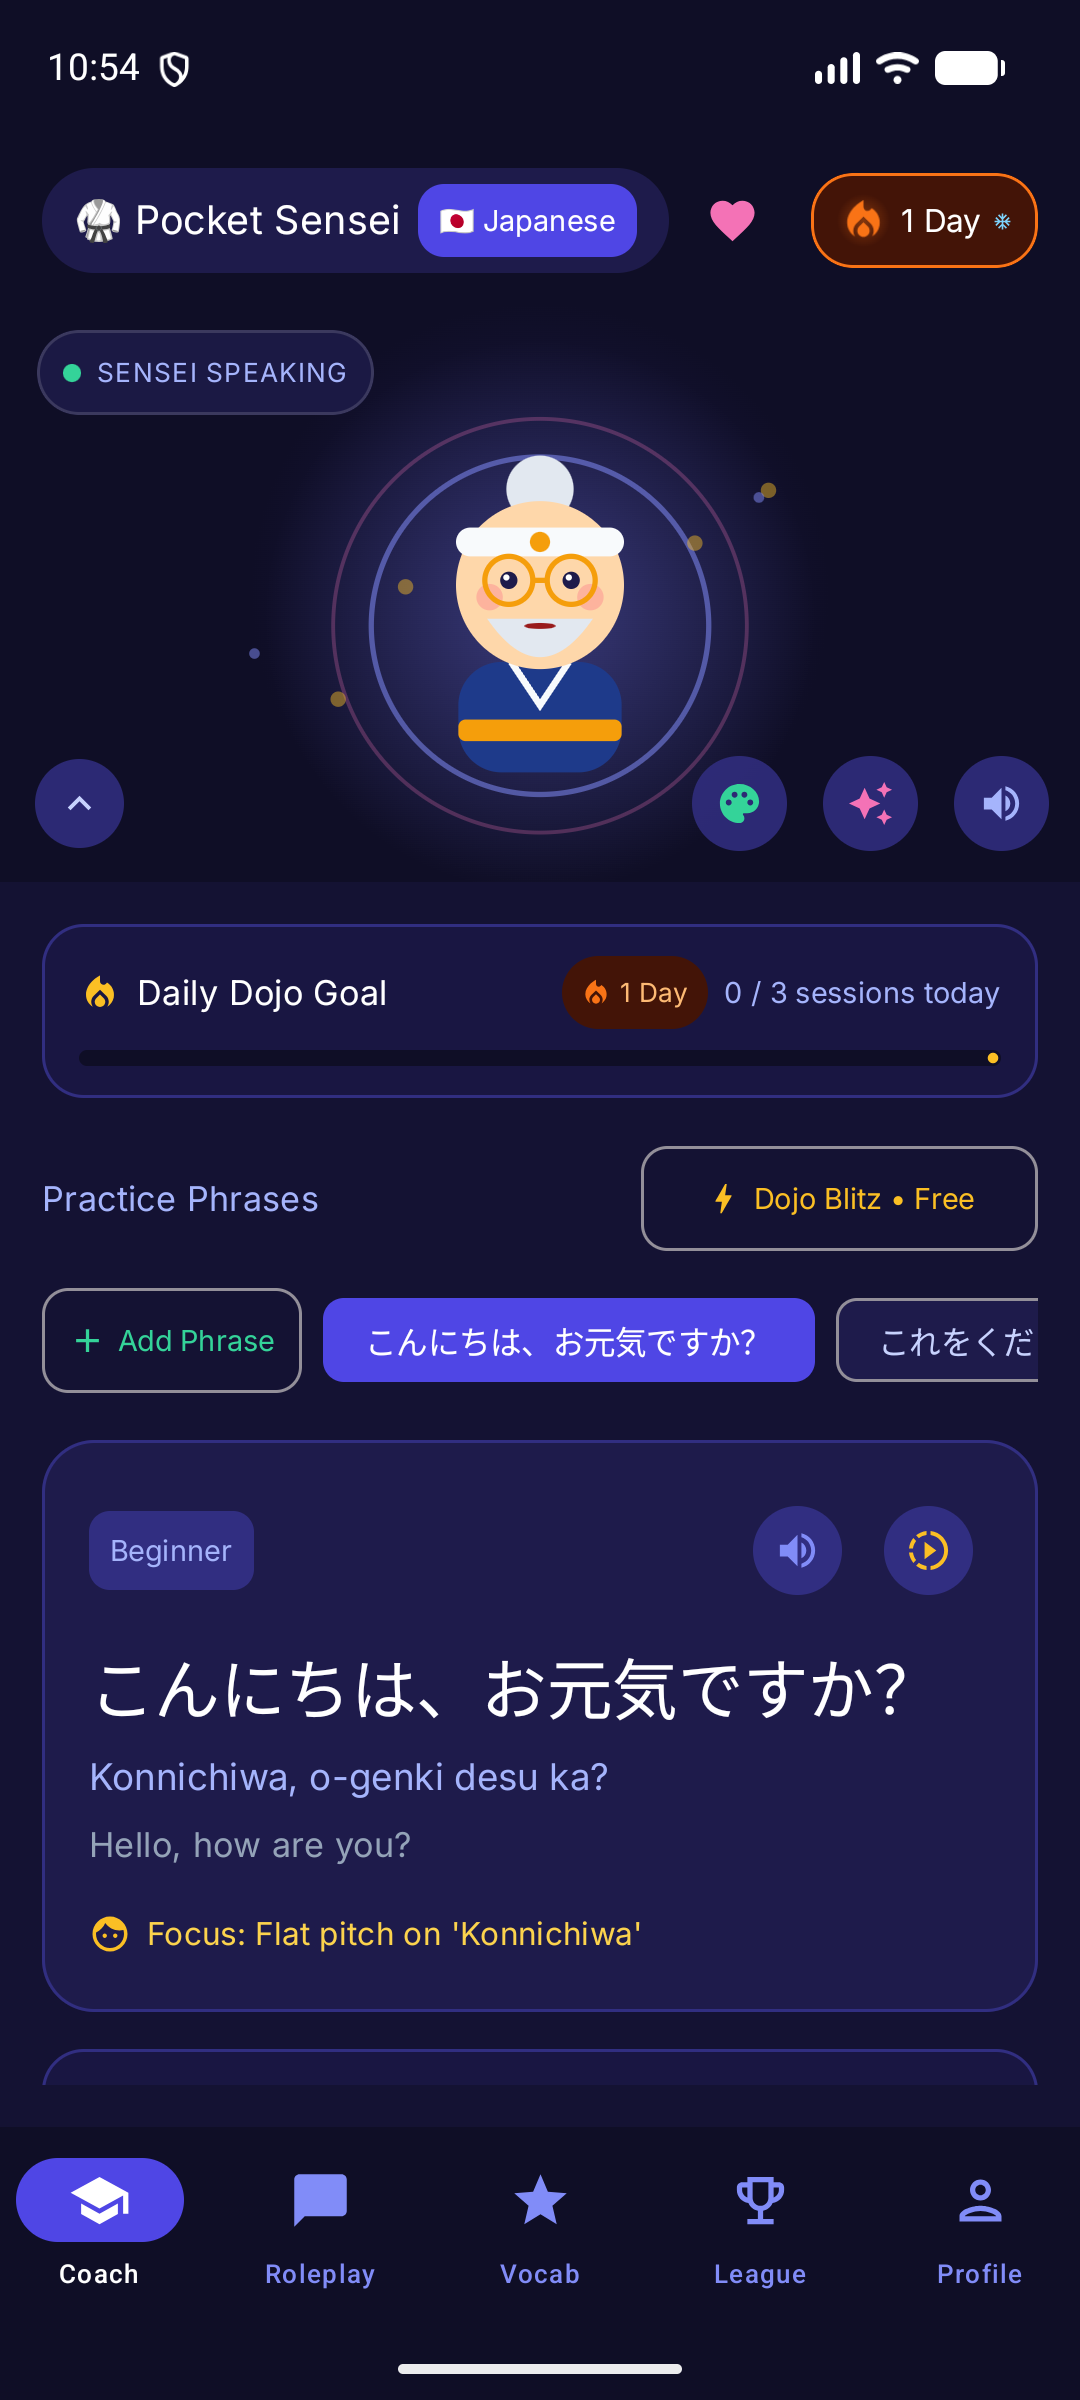 10:54
Pocket Sensei
🇯🇵 Japanese
1 Day
SENSEI SPEAKING
Daily Dojo Goal
1 Day
0 / 3 sessions today
Practice Phrases
Dojo Blitz • Free
+ Add Phrase
こんにちは、お元気ですか?
これをくだ
Beginner
こんにちは、お元気ですか?
Konnichiwa, o-genki desu ka?
Hello, how are you?
Focus: Flat pitch on 'Konnichiwa'
Coach
Roleplay
Vocab
League
Profile